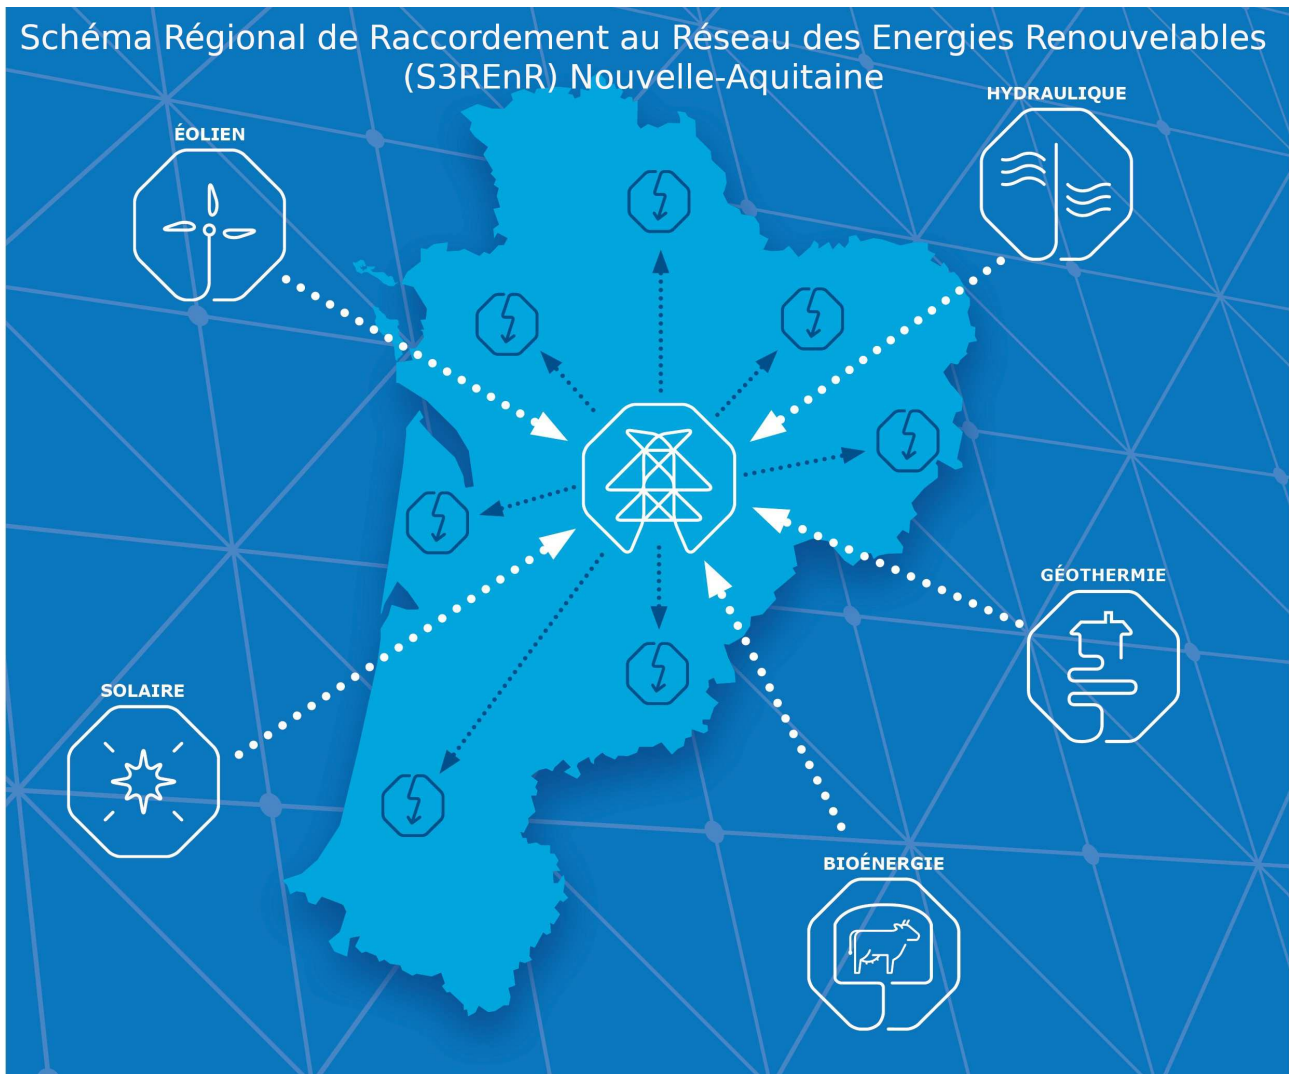 Schéma Régional de Raccordement au Réseau des Energies Renouvelables
(S3REnR) Nouvelle-Aquitaine
HYDRAULIQUE
ÉOLIEN
GÉOTHERMIE
SOLAIRE
BIOÉNERGIE